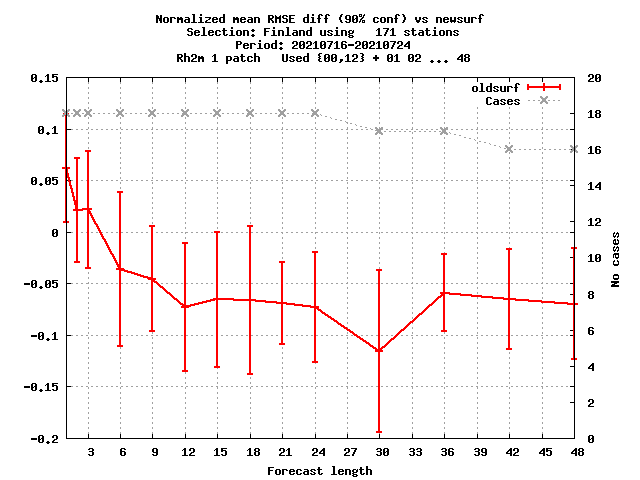 Normalized mean RMSE diff (90% conf) vs newsurf
Selection: Finland using   171 stations
Period: 20210716-20210724
Rh2m 1 patch   Used {00,12} + 01 02 ... 48
oldsurf
Cases
0.15
0.1
0.05
0
-0.05
-0.1
-0.15
-0.2
20
18
16
14
12
10
8
6
4
2
0
No cases
3 6 9 12 15 18 21 24 27 30 33 36 39 42 45 48
Forecast length